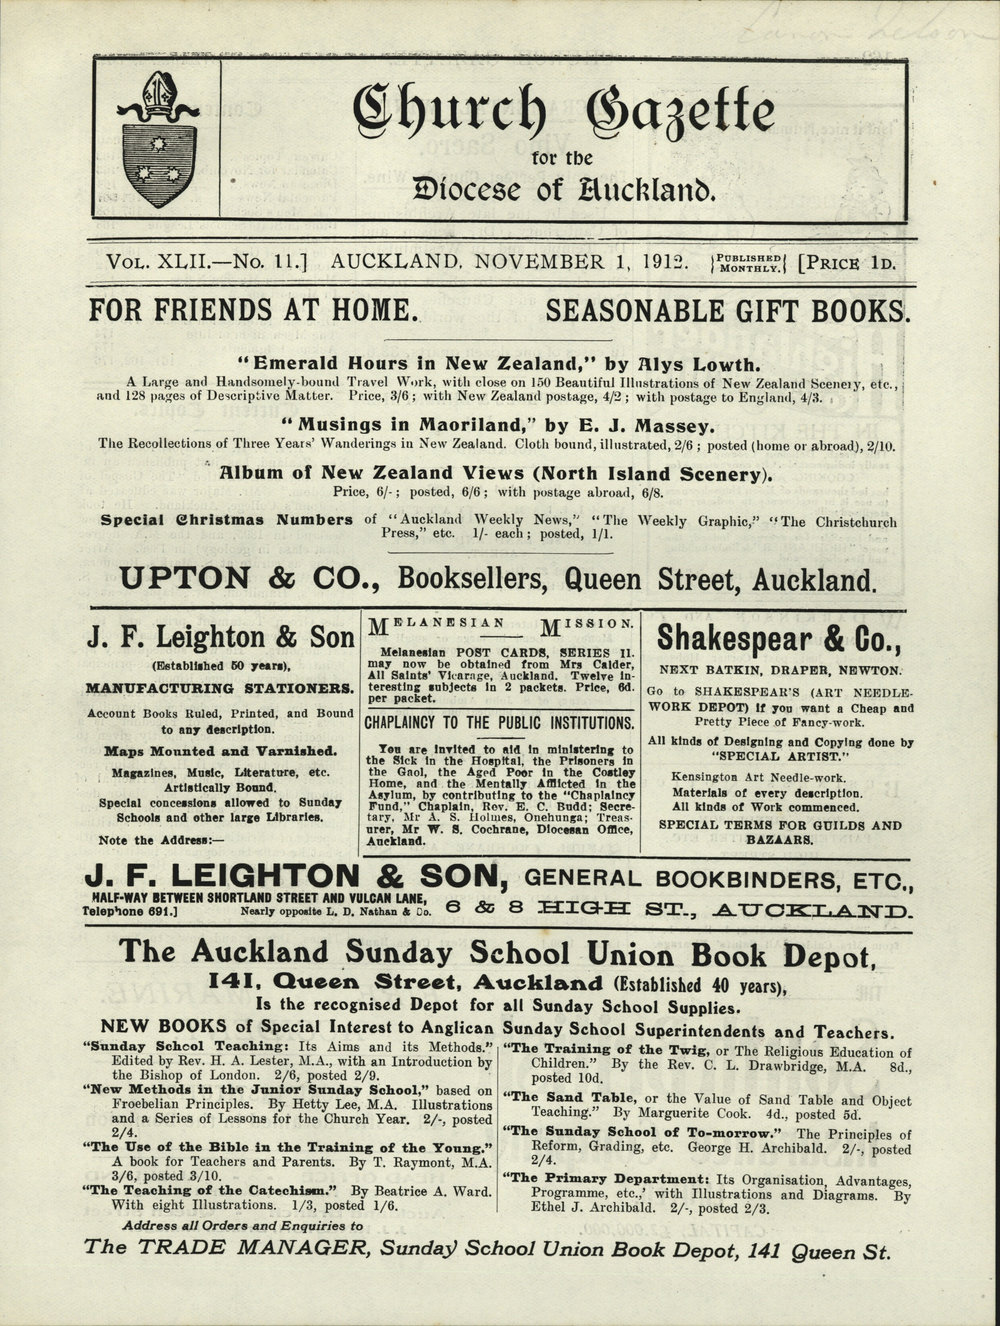 Church Gazette
for the
Diocese of Auckland.
VOL. XLII.—No. 11.] AUCKLAND, NOVEMBER 1, 1912. {PUBLISHED MONTHLY.} [PRICE 1D.
FOR FRIENDS AT HOME. SEASONABLE GIFT BOOKS.
"Emerald Hours in New Zealand," by Alys Lowth.
A Large and Handsomely-bound Travel Work, with close on 150 Beautiful Illustrations of New Zealand Scenery, etc.,
and 128 pages of Descriptive Matter. Price, 3/6; with New Zealand postage, 4/2; with postage to England, 4/3.
"Musings in Maoriland," by E. J. Massey.
The Recollections of Three Years' Wanderings in New Zealand. Cloth bound, illustrated, 2/6; posted (home or abroad), 2/10.
Album of New Zealand Views (North Island Scenery).
Price, 6/-; posted, 6/6; with postage abroad, 6/8.
Special Christmas Numbers of "Auckland Weekly News," "The Weekly Graphic," "The Christchurch
Press," etc. 1/- each; posted, 1/1.
UPTON & CO., Booksellers, Queen Street, Auckland.
J. F. Leighton & Son
(Established 50 years),
MANUFACTURING STATIONERS.
Account Books Ruled, Printed, and Bound
to any description.
Maps Mounted and Varnished.
Magazines, Music, Literature, etc.
Artistically Bound.
Special concessions allowed to Sunday
Schools and other large Libraries.
Note the Address:—
MELANESIAN MISSION.
Melanesian POST CARDS, SERIES II.
may now be obtained from Mrs Calder,
All Saints' Vicarage, Auckland. Twelve in-
teresting subjects in 2 packets. Price, 6d.
per packet.
CHAPLAINCY TO THE PUBLIC INSTITUTIONS.
You are invited to aid in ministering to
the Sick in the Hospital, the Prisoners in
the Gaol, the Aged Poor in the Costley
Home, and the Mentally Afflicted in the
Asylum, by contributing to the "Chaplaincy
Fund," Chaplain, Rev. E. C. Budd; Secre-
tary, Mr A. S. Holmes, Onehunga; Treas-
urer, Mr W. S. Cochrane, Diocesan Office,
Auckland.
Shakespear & Co.,
NEXT BATKIN, DRAPER, NEWTON.
Go to SHAKESPEAR'S (ART NEEDLE-
WORK DEPOT) if you want a Cheap and
Pretty Piece of Fancy-work.
All kinds of Designing and Copying done by
"SPECIAL ARTIST."
Kensington Art Needle-work.
Materials of every description.
All kinds of Work commenced.
SPECIAL TERMS FOR GUILDS AND
BAZAARS.
J. F. LEIGHTON & SON, GENERAL BOOKBINDERS, ETC.,
HALF-WAY BETWEEN SHORTLAND STREET AND VULCAN LANE,
Telephone 691.] Nearly opposite L. D. Nathan & Co. 6 & 8 HIGH ST., AUCKLAND.
The Auckland Sunday School Union Book Depot,
141, Queen Street, Auckland (Established 40 years),
Is the recognised Depot for all Sunday School Supplies.
NEW BOOKS of Special Interest to Anglican Sunday School Superintendents and Teachers.
"Sunday School Teaching: Its Aims and its Methods."
Edited by Rev. H. A. Lester, M.A., with an Introduction by
the Bishop of London. 2/6, posted 2/9.
"New Methods in the Junior Sunday School," based on
Froebelian Principles. By Hetty Lee, M.A. Illustrations
and a Series of Lessons for the Church Year. 2/-, posted
2/4.
"The Use of the Bible in the Training of the Young."
A book for Teachers and Parents. By T. Raymont, M.A.
3/6, posted 3/10.
"The Teaching of the Catechism." By Beatrice A. Ward.
With eight Illustrations. 1/3, posted 1/6.
"The Training of the Twig, or The Religious Education of
Children." By the Rev. C. L. Drawbridge, M.A. 8d.,
posted 10d.
"The Sand Table, or the Value of Sand Table and Object
Teaching." By Marguerite Cook. 4d., posted 5d.
"The Sunday School of To-morrow." The Principles of
Reform, Grading, etc. George H. Archibald. 2/-, posted
2/4.
"The Primary Department: Its Organisation, Advantages,
Programme, etc.,' with Illustrations and Diagrams. By
Ethel J. Archibald. 2/-, posted 2/3.
Address all Orders and Enquiries to
The TRADE MANAGER, Sunday School Union Book Depot, 141 Queen St.